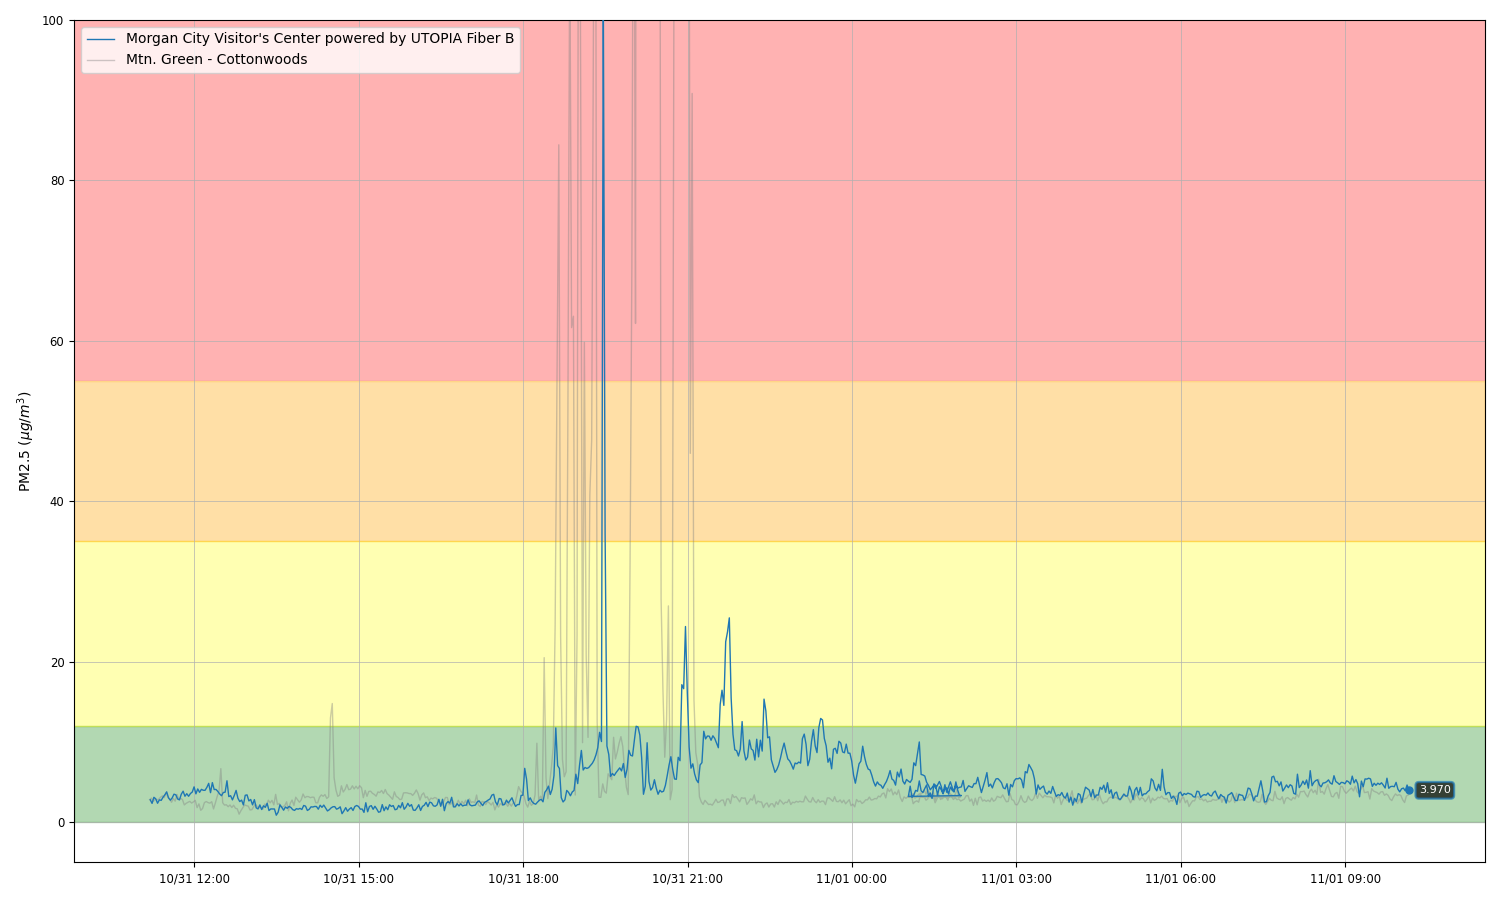 100
Morgan City Visitor's Center powered by UTOPIA Fiber B
Mtn. Green - Cottonwoods
80
60
PM2.5 (μg/m³)
40
20
3.970
0
10/31 12:00 10/31 15:00 10/31 18:00 10/31 21:00 11/01 00:00 11/01 03:00 11/01 06:00 11/01 09:00